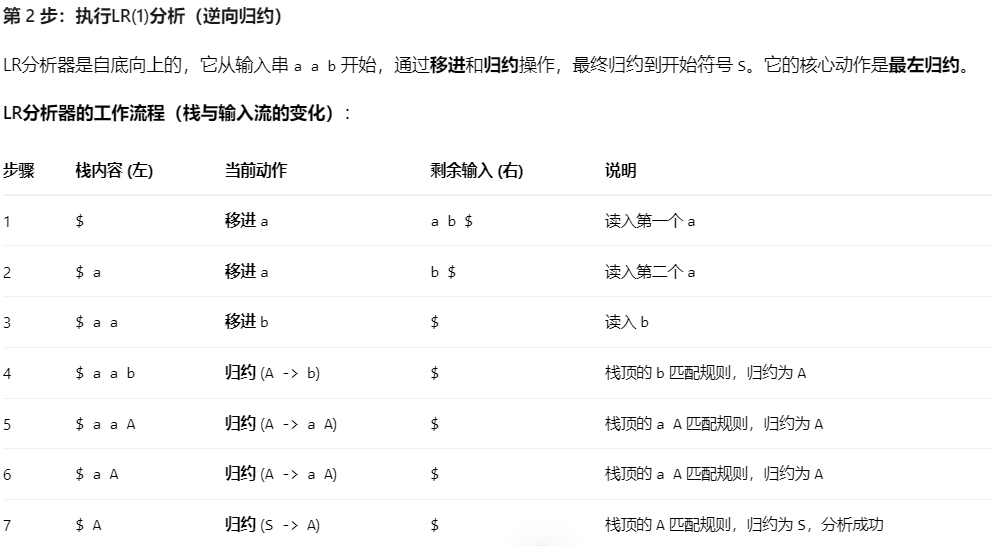 第 2 步：执行LR(1)分析（逆向归约）
LR分析器是自底向上的，它从输入串 a a b 开始，通过移进和归约操作，最终归约到开始符号 S。它的核心动作是最左归约。
LR分析器的工作流程（栈与输入流的变化）：
步骤 栈内容 (左) 当前动作 剩余输入 (右) 说明
1 $ 移进 a a b $ 读入第一个 a
2 $ a 移进 a b $ 读入第二个 a
3 $ a a 移进 b $ 读入 b
4 $ a a b 归约 (A -> b) $ 栈顶的 b 匹配规则，归约为 A
5 $ a a A 归约 (A -> a A) $ 栈顶的 a A 匹配规则，归约为 A
6 $ a A 归约 (A -> a A) $ 栈顶的 a A 匹配规则，归约为 A
7 $ A 归约 (S -> A) $ 栈顶的 A 匹配规则，归约为 S，分析成功